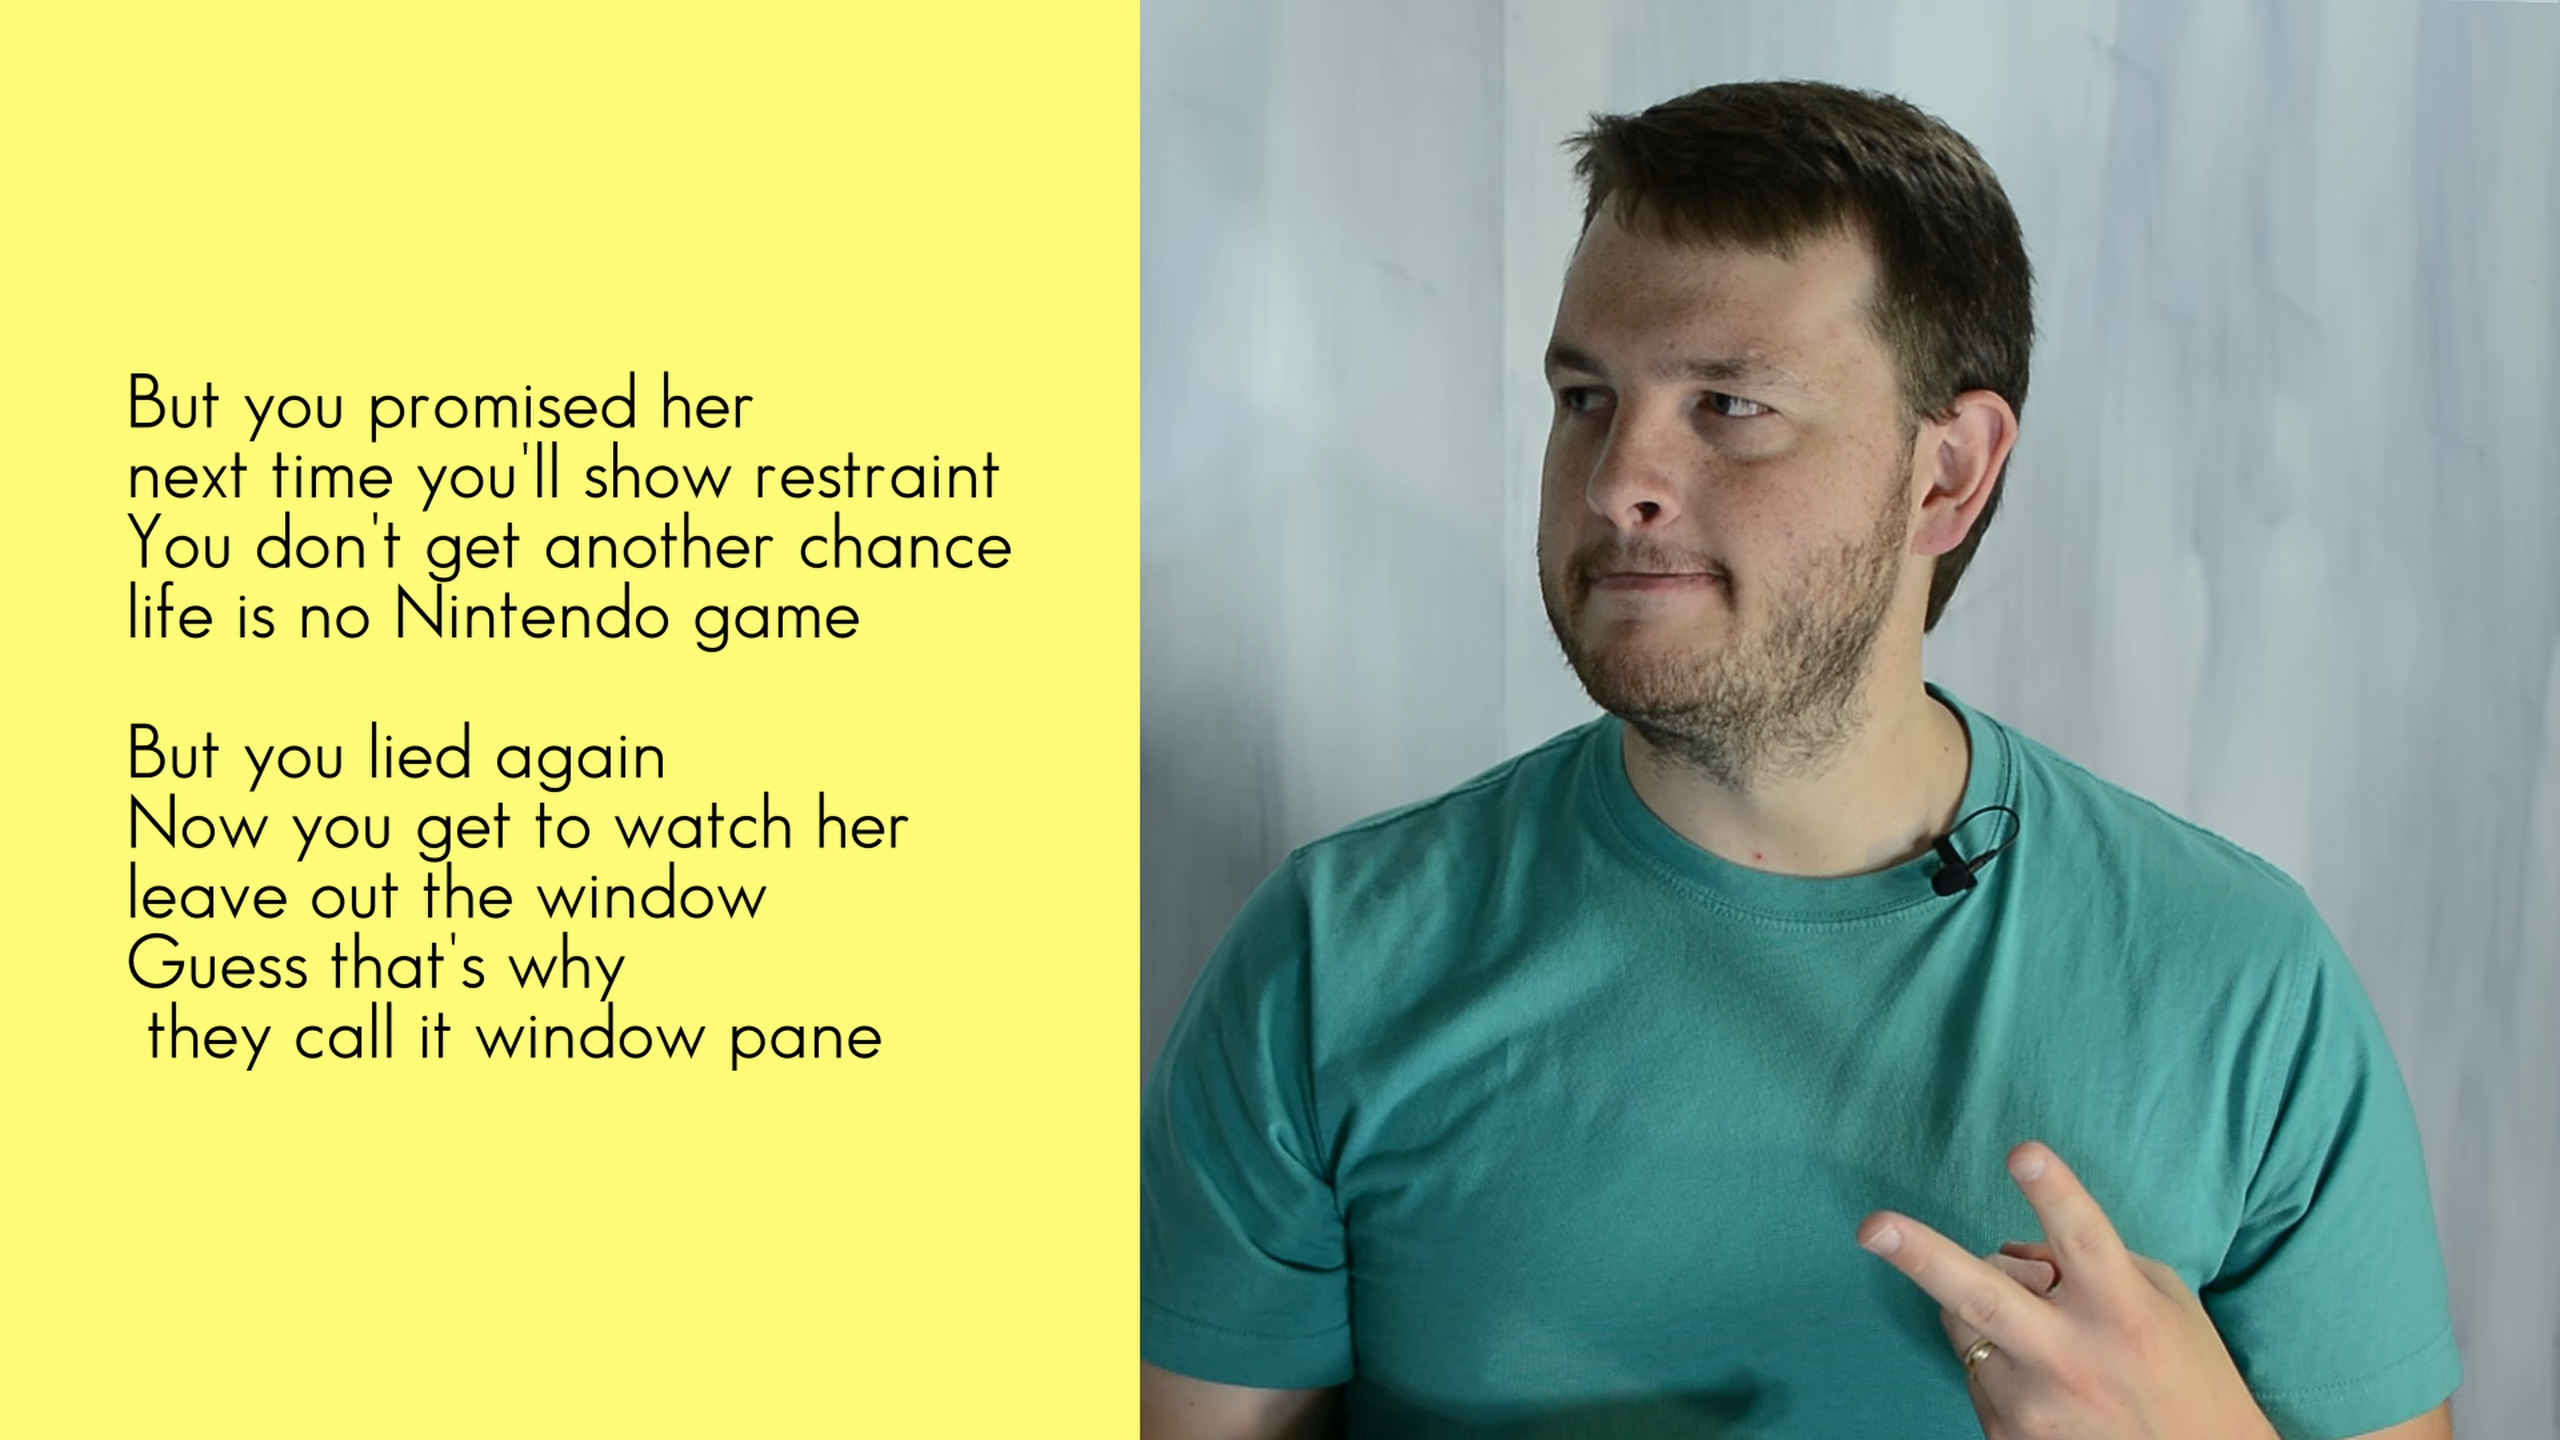 But you promised her
next time you'll show restraint
You don't get another chance
life is no Nintendo game

But you lied again
Now you get to watch her
leave out the window
Guess that's why
they call it window pane